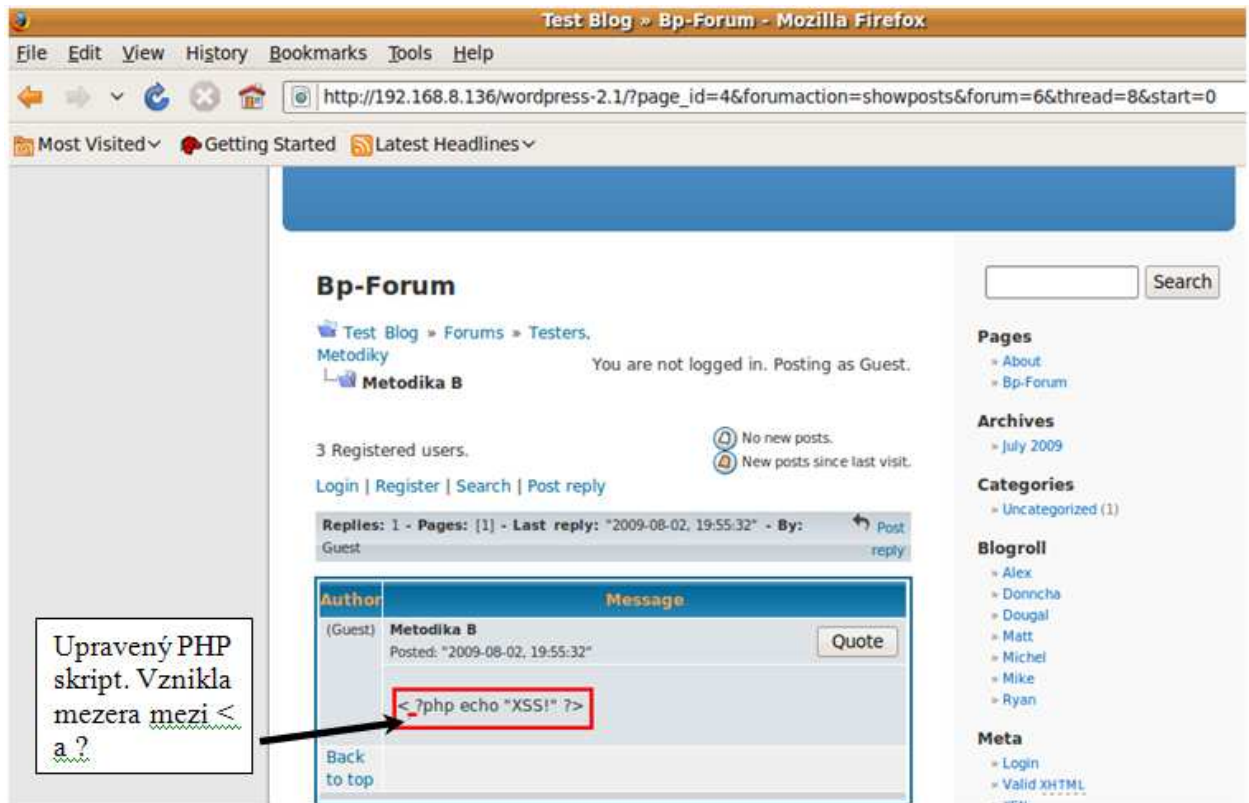 Test Blog » Bp-Forum - Mozilla Firefox
File Edit View History Bookmarks Tools Help
http://192.168.8.136/wordpress-2.1/?page_id=4&forumaction=showposts&forum=6&thread=8&start=0
Most Visited Getting Started Latest Headlines
Bp-Forum
Test Blog » Forums » Testers,
Metodiky
Metodika B
You are not logged in. Posting as Guest.
3 Registered users.
No new posts.
New posts since last visit.
Login | Register | Search | Post reply
Replies: 1 - Pages: [1] - Last reply: "2009-08-02, 19:55:32" - By:
Guest
Post
reply
Author Message
(Guest) Metodika B
Posted: "2009-08-02, 19:55:32"
Quote
< ?php echo "XSS!" ?>
Back
to top
Upravený PHP
skript. Vznikla
mezera mezi <
a ?
Search
Pages
» About
» Bp-Forum
Archives
» July 2009
Categories
» Uncategorized (1)
Blogroll
» Alex
» Donncha
» Dougal
» Matt
» Michel
» Mike
» Ryan
Meta
» Login
» Valid XHTML